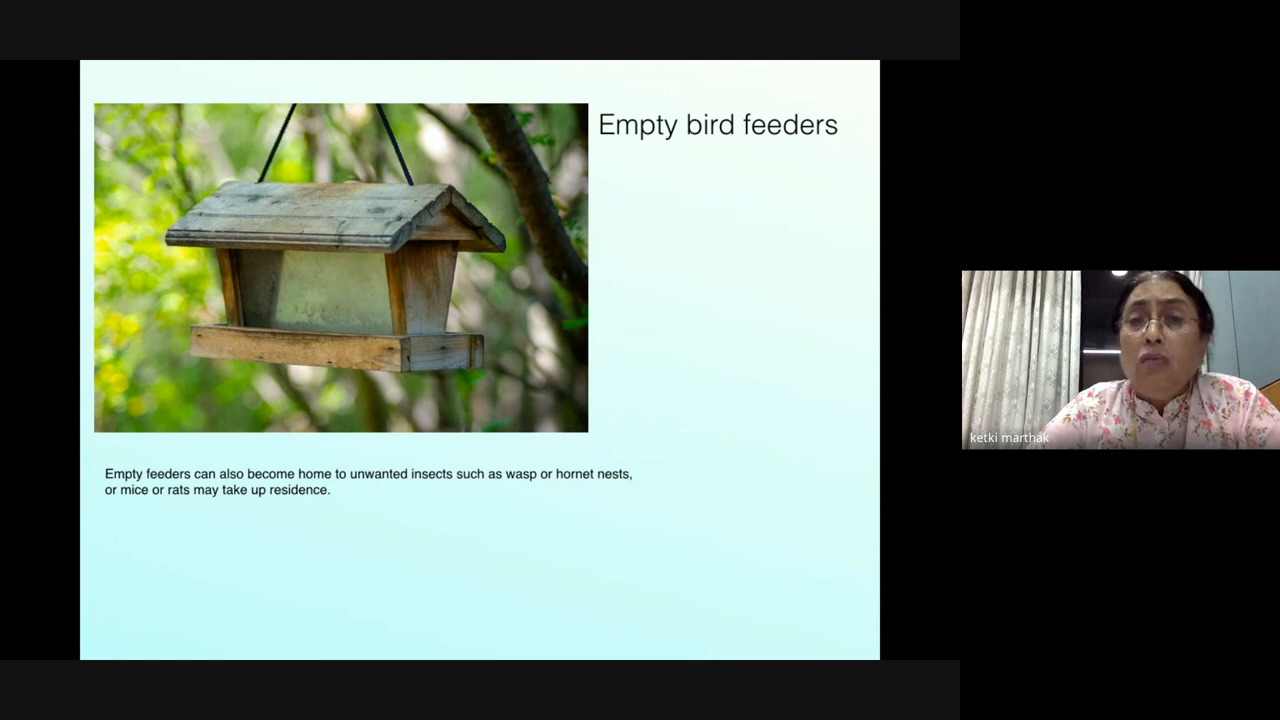 Empty bird feeders
Empty feeders can also become home to unwanted insects such as wasp or hornet nests,
or mice or rats may take up residence.
ketki marthak